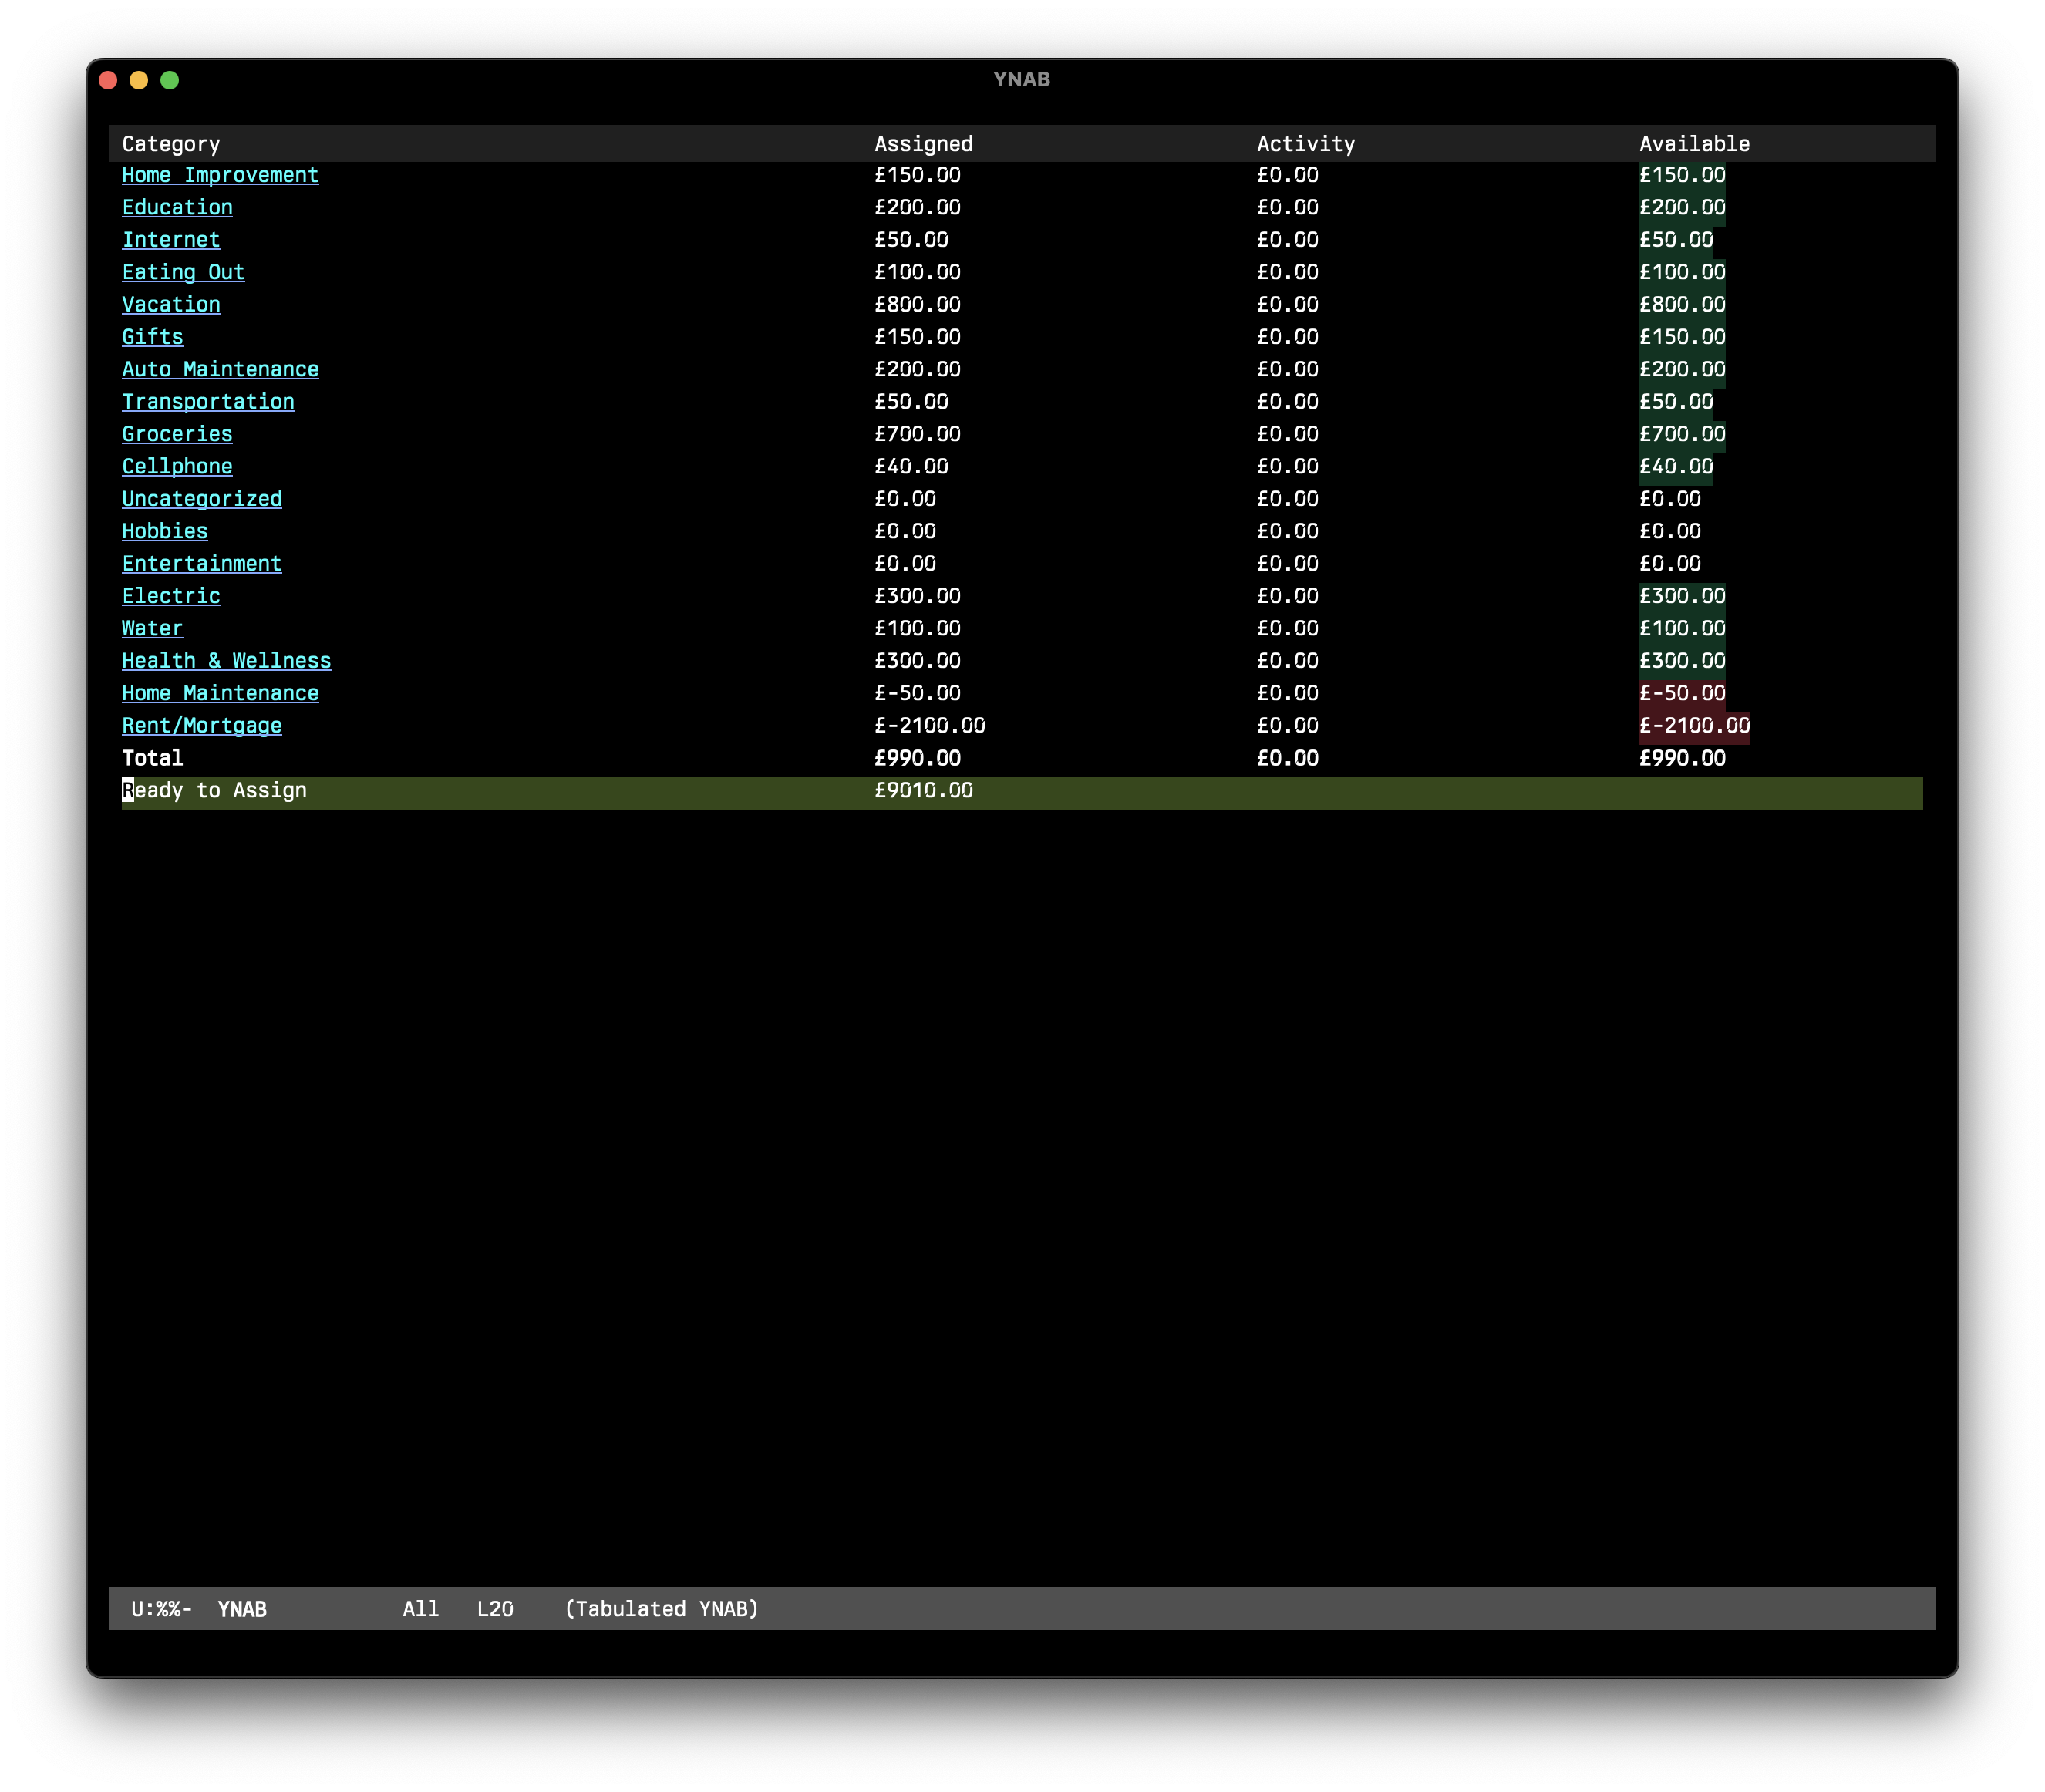 YNAB
Category Assigned Activity Available
Home Improvement £150.00 £0.00 £150.00
Education £200.00 £0.00 £200.00
Internet £50.00 £0.00 £50.00
Eating Out £100.00 £0.00 £100.00
Vacation £800.00 £0.00 £800.00
Gifts £150.00 £0.00 £150.00
Auto Maintenance £200.00 £0.00 £200.00
Transportation £50.00 £0.00 £50.00
Groceries £700.00 £0.00 £700.00
Cellphone £40.00 £0.00 £40.00
Uncategorized £0.00 £0.00 £0.00
Hobbies £0.00 £0.00 £0.00
Entertainment £0.00 £0.00 £0.00
Electric £300.00 £0.00 £300.00
Water £100.00 £0.00 £100.00
Health & Wellness £300.00 £0.00 £300.00
Home Maintenance £-50.00 £0.00 £-50.00
Rent/Mortgage £-2100.00 £0.00 £-2100.00
Total £990.00 £0.00 £990.00
Ready to Assign £9010.00
U:%%- YNAB All L20 (Tabulated YNAB)